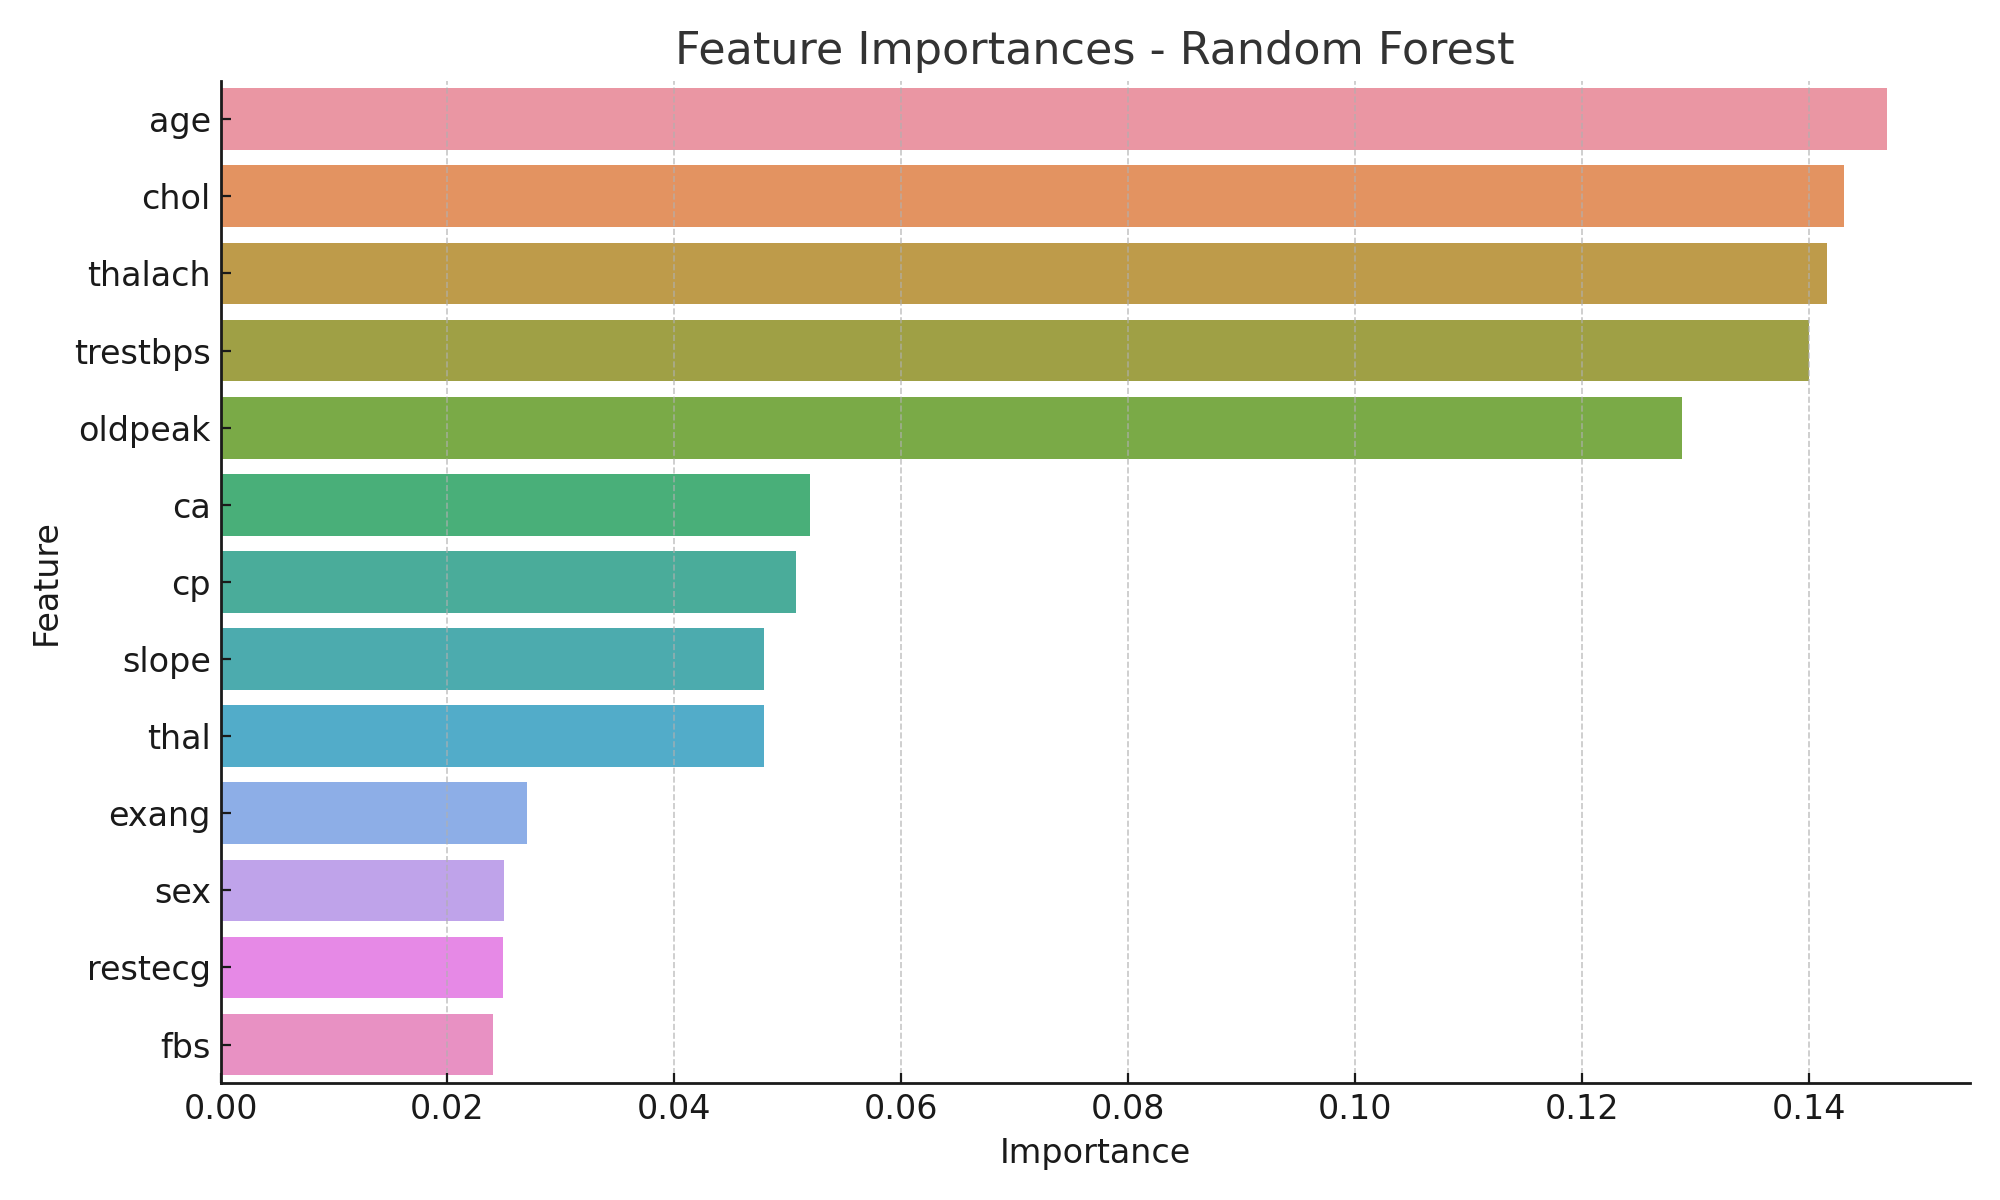 Feature Importances - Random Forest
age
chol
thalach
trestbps
oldpeak
ca
cp
slope
thal
exang
sex
restecg
fbs
Feature
0.00 0.02 0.04 0.06 0.08 0.10 0.12 0.14
Importance